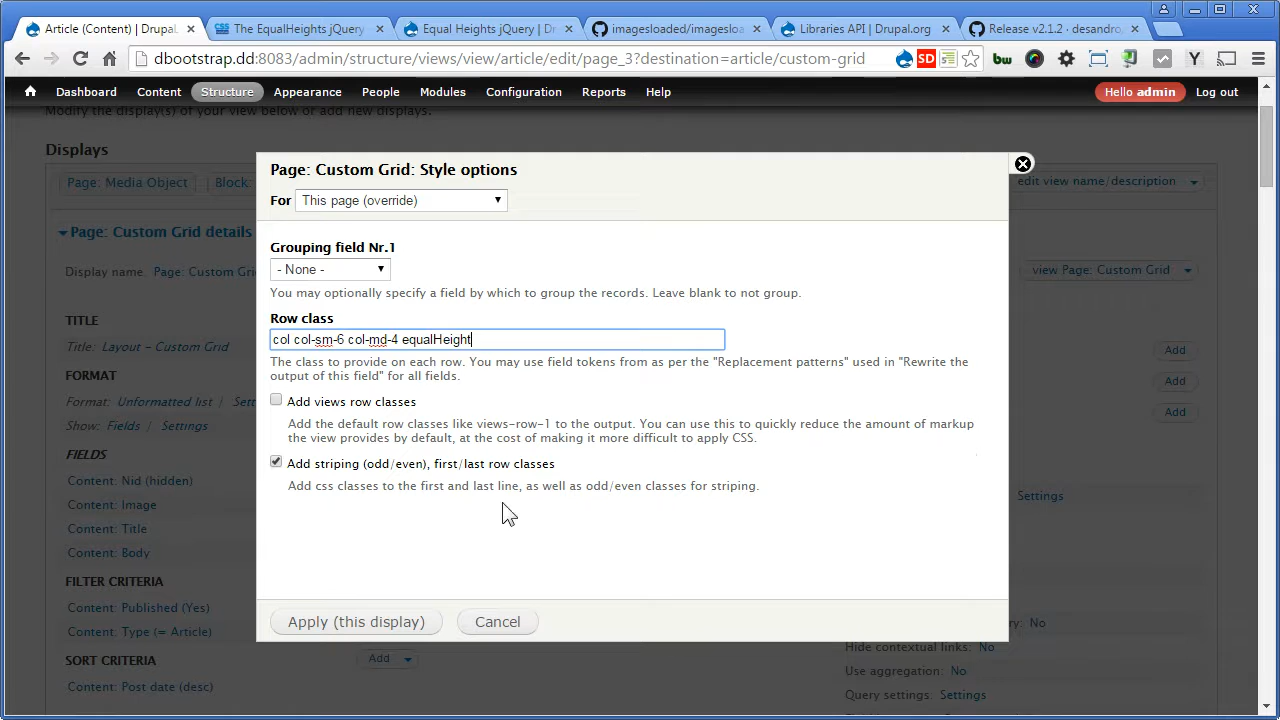 Article (Content) | Drupal
The EqualHeights jQuery
Equal Heights jQuery | D
imagesloaded/imagesloa
Libraries API | Drupal.org
Release v2.1.2 · desandro/
dbootstrap.dd:8083/admin/structure/views/view/article/edit/page_3?destination=article/custom-grid
Dashboard Content Structure Appearance People Modules Configuration Reports Help Hello admin Log out
Modify the display(s) of your view below or add new displays.
Displays
Page: Media Object Block: edit view name/description
Page: Custom Grid details
Display name: Page: Custom Gri view Page: Custom Grid
TITLE
Title: Layout – Custom Grid
FORMAT
Format: Unformatted list / Sett
Show: Fields / Settings
FIELDS
Content: Nid (hidden)
Content: Image
Content: Title
Content: Body
FILTER CRITERIA
Content: Published (Yes)
Content: Type (= Article)
SORT CRITERIA Add
Content: Post date (desc)
Page: Custom Grid: Style options
For This page (override)
Grouping field Nr.1
- None -
You may optionally specify a field by which to group the records. Leave blank to not group.
Row class
col col-sm-6 col-md-4 equalHeight
The class to provide on each row. You may use field tokens from as per the "Replacement patterns" used in "Rewrite the
output of this field" for all fields.
Add views row classes
Add the default row classes like views-row-1 to the output. You can use this to quickly reduce the amount of markup
the view provides by default, at the cost of making it more difficult to apply CSS.
Add striping (odd/even), first/last row classes
Add css classes to the first and last line, as well as odd/even classes for striping.
Apply (this display) Cancel
Add
Add
Add
Settings
No
Hide contextual links: No
Use aggregation: No
Query settings: Settings